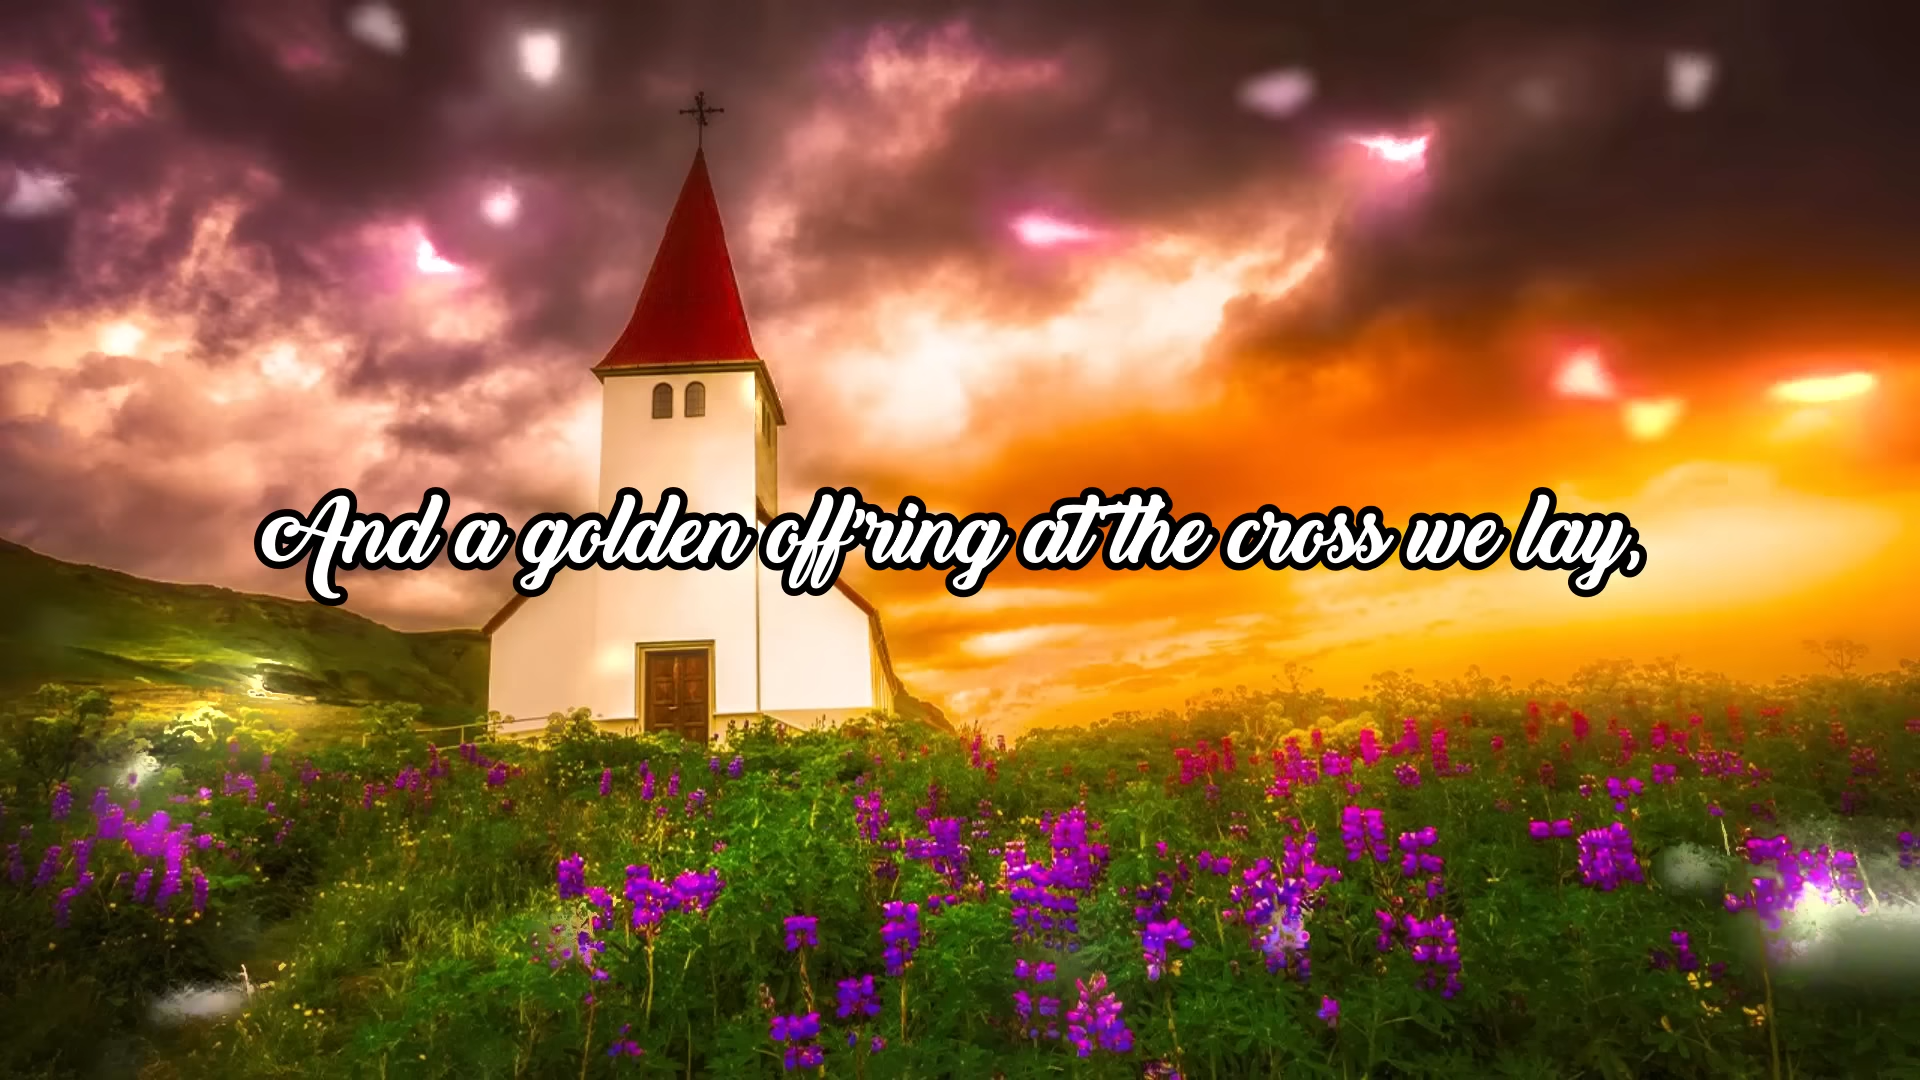 And a golden off'ring at the cross we lay,